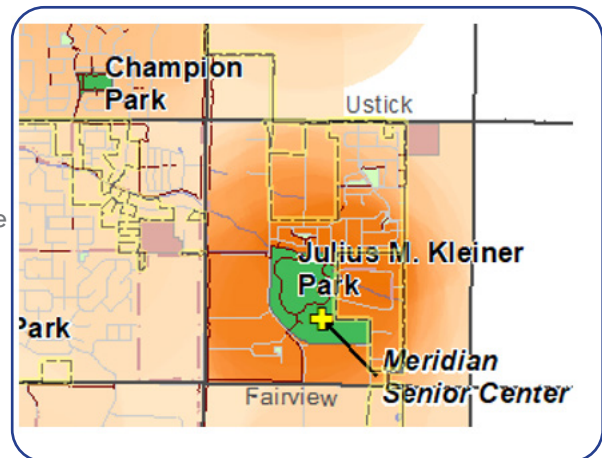 Champion
Park
Ustick
e
Julius M. Kleiner
Park
Park
Meridian
Senior Center
Fairview